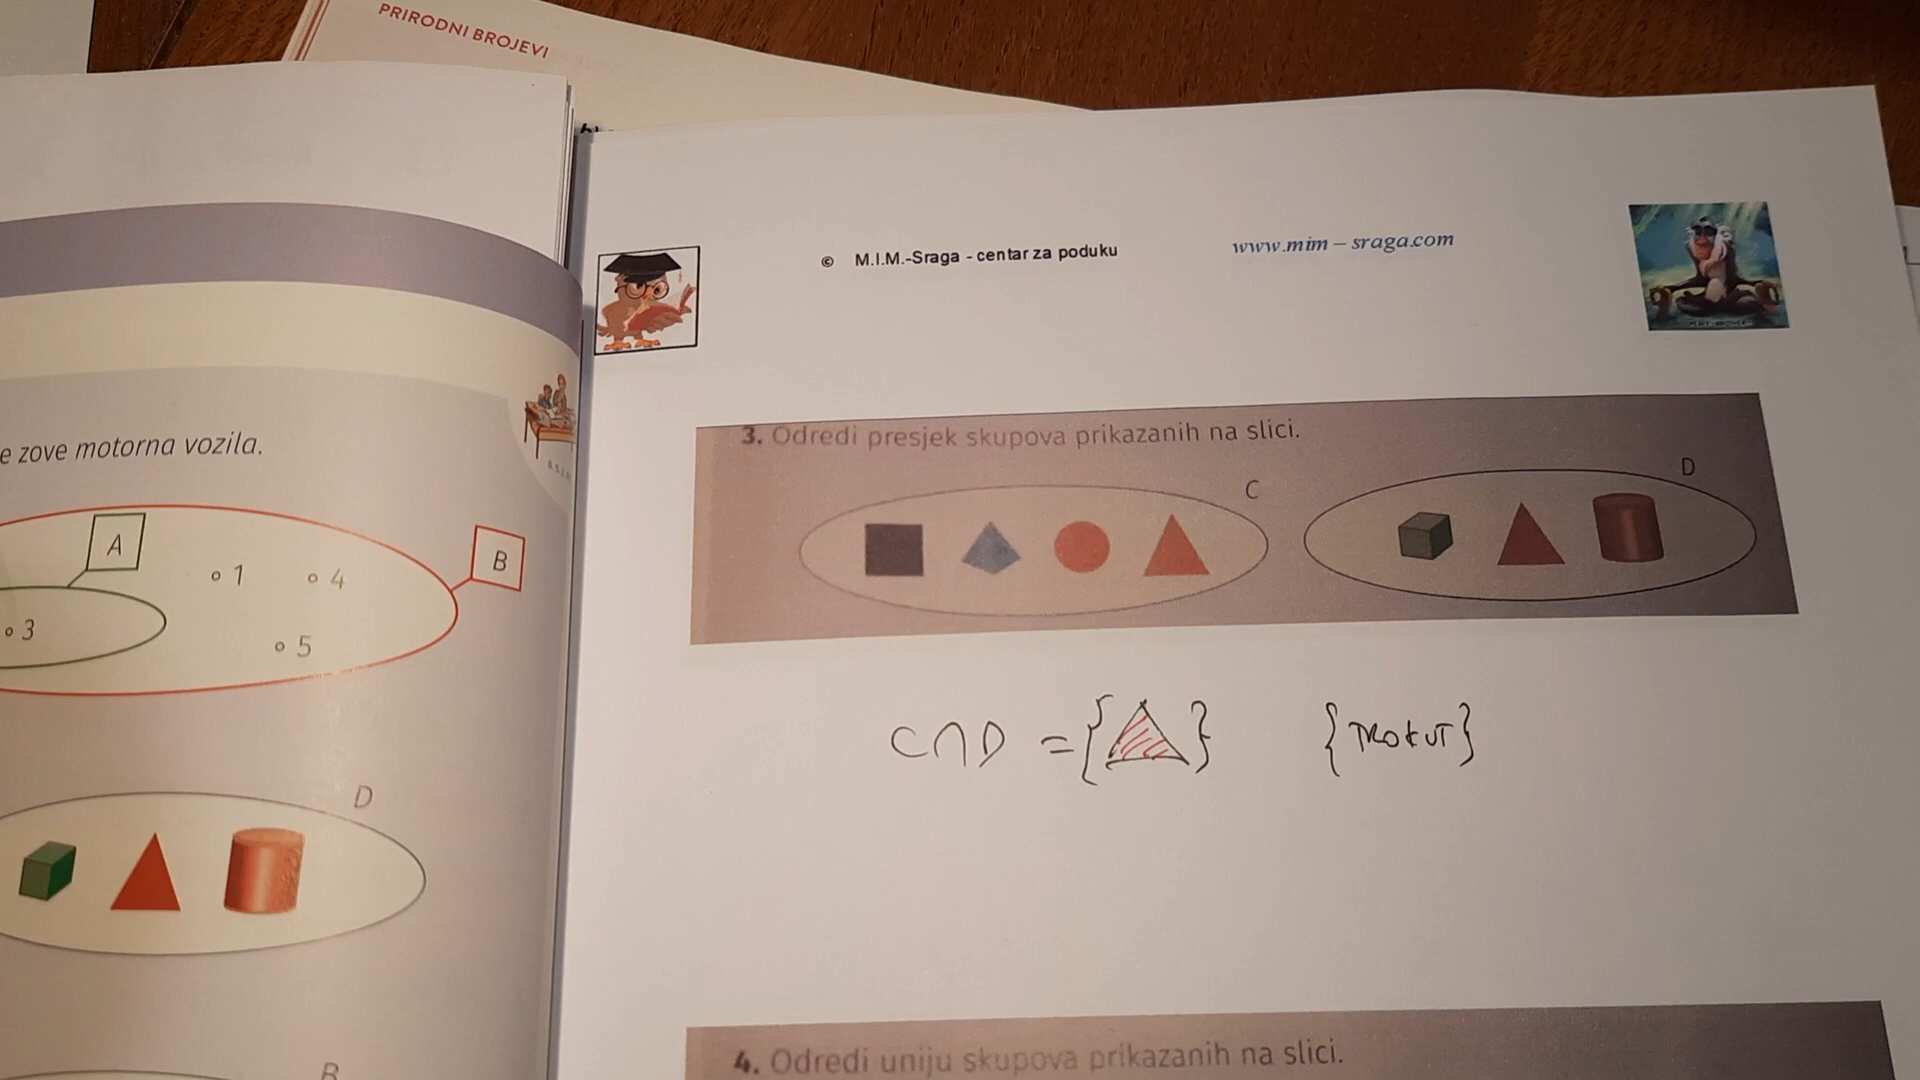 PRIRODNI BROJEVI
e zove motorna vozila.
A
B
1
4
3
5
D
B
© M.I.M.-Sraga - centar za poduku
www.mim – sraga.com
3. Odredi presjek skupova prikazanih na slici.
C
D
C∩D = { } {TROKUT}
4. Odredi uniju skupova prikazanih na slici.